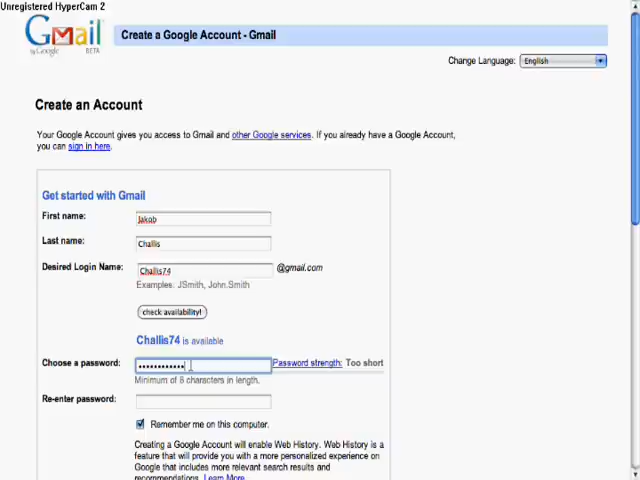 Unregistered HyperCam 2
Gmail
by Google BETA
Create a Google Account - Gmail
Change Language: English
Create an Account
Your Google Account gives you access to Gmail and other Google services. If you already have a Google Account,
you can sign in here.
Get started with Gmail
First name: Jakob
Last name: Challis
Desired Login Name: Challis74 @gmail.com
Examples: JSmith, John.Smith
check availability!
Challis74 is available
Choose a password: •••••••••••• Password strength: Too short
Minimum of 8 characters in length.
Re-enter password:
Remember me on this computer.
Creating a Google Account will enable Web History. Web History is a
feature that will provide you with a more personalized experience on
Google that includes more relevant search results and
recommendations. Learn More